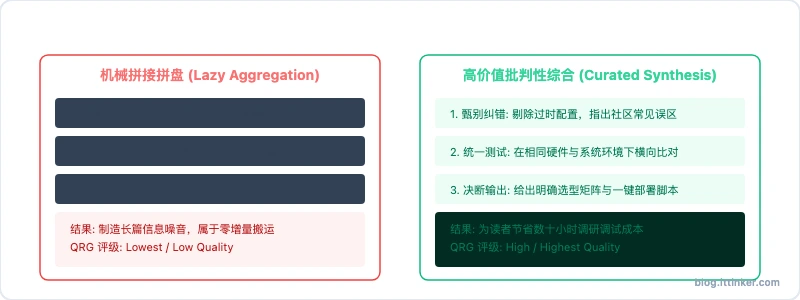 机械拼接拼盘 (Lazy Aggregation)
结果: 制造长篇信息噪音，属于零增量搬运
QRG 评级: Lowest / Low Quality
高价值批判性综合 (Curated Synthesis)
1. 甄别纠错: 剔除过时配置，指出社区常见误区
2. 统一测试: 在相同硬件与系统环境下横向比对
3. 决断输出: 给出明确选型矩阵与一键部署脚本
结果: 为读者节省数十小时调研调试成本
QRG 评级: High / Highest Quality
blog.ittinker.com